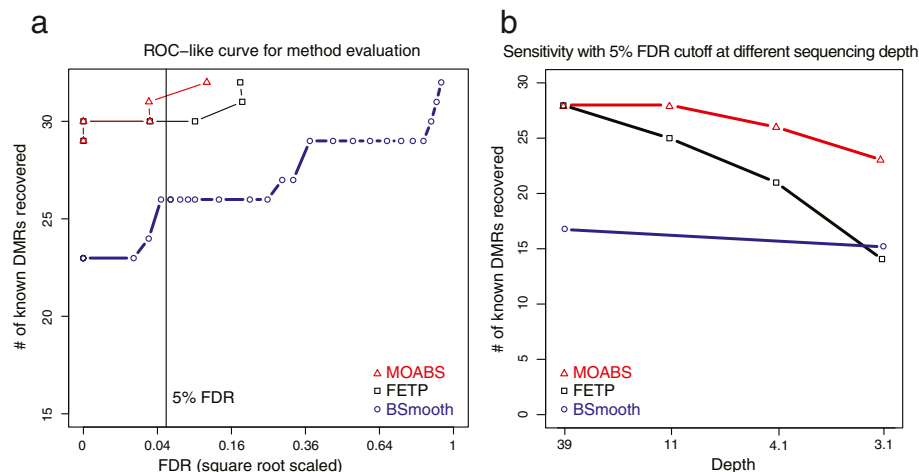 a
ROC−like curve for method evaluation
# of known DMRs recovered
30
26
22
15
MOABS
FETP
BSmooth
5% FDR
0 0.04 0.16 0.36 0.64 1
FDR (square root scaled)
b
Sensitivity with 5% FDR cutoff at different sequencing depth
# of known DMRs recovered
30
25
20
15
10
5
0
MOABS
FETP
BSmooth
39 11 4.1 3.1
Depth